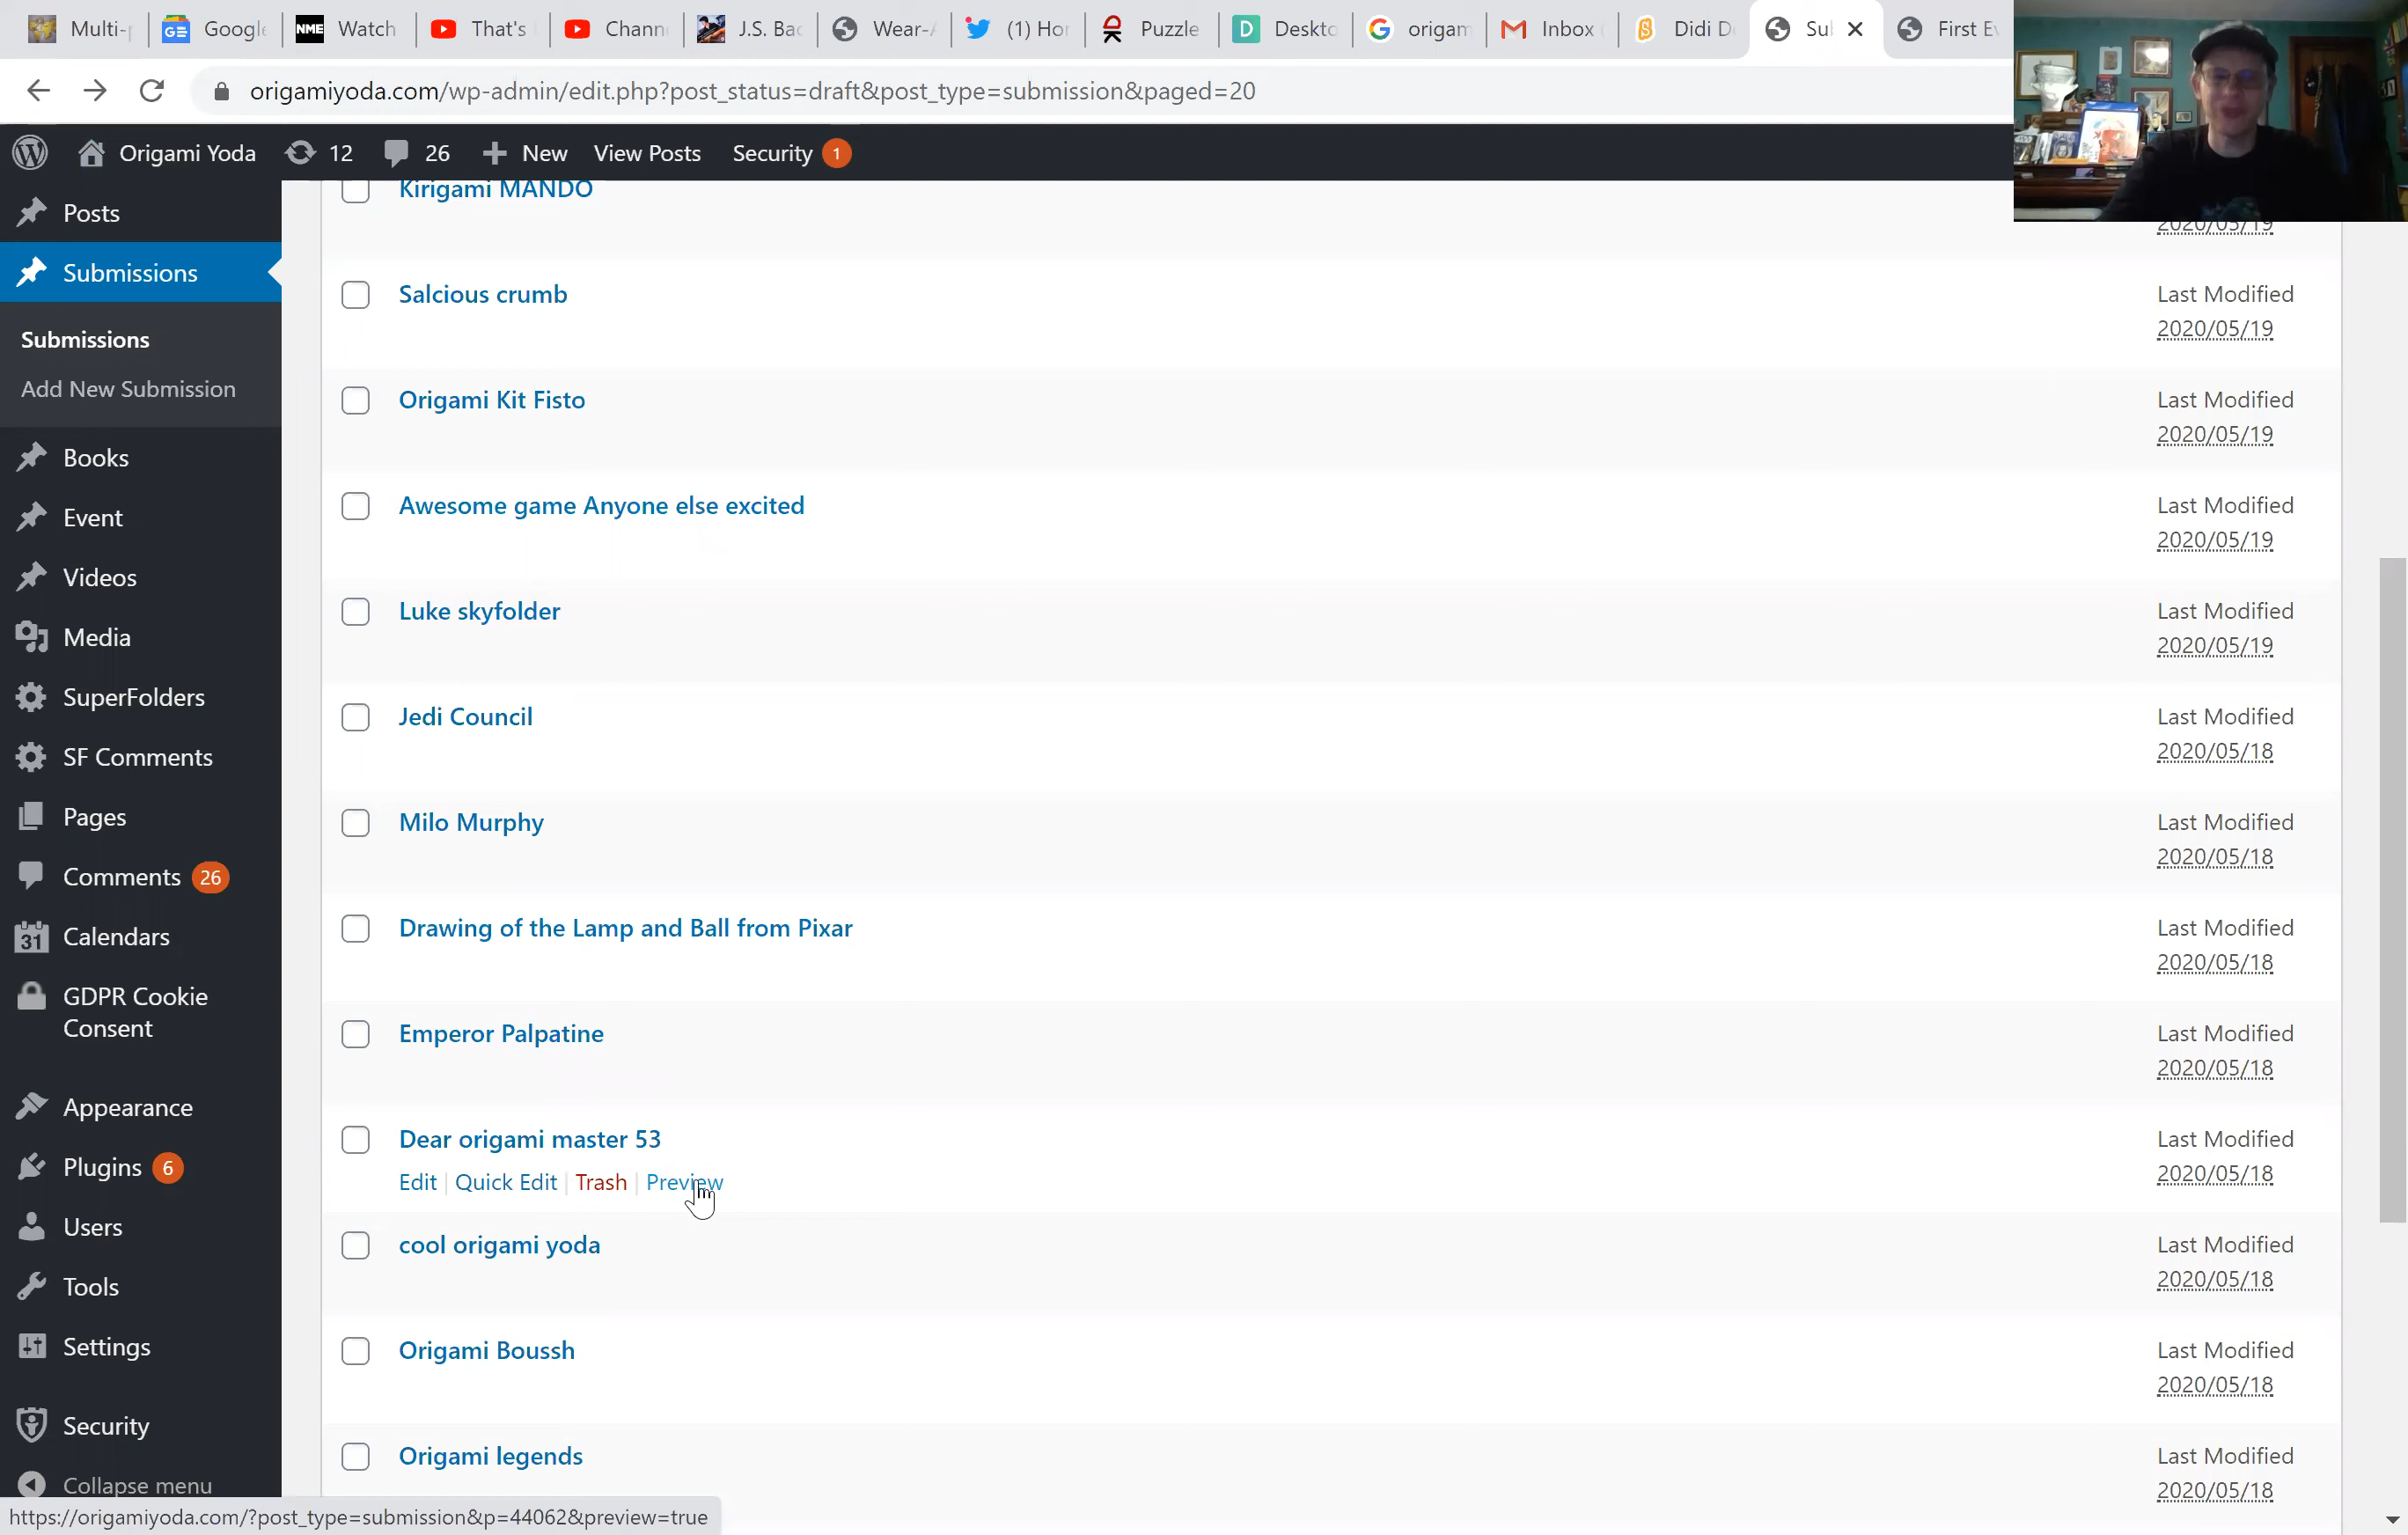 Multi-p
Google
NME Watch
That's
Chann
J.S. Bac
Wear-A
(1) Hor
Puzzle
D Deskto
origam
Inbox (
Didi D
Su
First Ev
origamiyoda.com/wp-admin/edit.php?post_status=draft&post_type=submission&paged=20
Origami Yoda 12 26 New View Posts Security 1
Posts
Submissions
Submissions
Add New Submission
Books
Event
Videos
Media
SuperFolders
SF Comments
Pages
Comments 26
31 Calendars
GDPR Cookie
Consent
Appearance
Plugins 6
Users
Tools
Settings
Security
Collapse menu
Kirigami MANDO
2020/05/19
Salcious crumb
Last Modified
2020/05/19
Origami Kit Fisto
Last Modified
2020/05/19
Awesome game Anyone else excited
Last Modified
2020/05/19
Luke skyfolder
Last Modified
2020/05/19
Jedi Council
Last Modified
2020/05/18
Milo Murphy
Last Modified
2020/05/18
Drawing of the Lamp and Ball from Pixar
Last Modified
2020/05/18
Emperor Palpatine
Last Modified
2020/05/18
Dear origami master 53
Last Modified
2020/05/18
Edit | Quick Edit | Trash | Preview
cool origami yoda
Last Modified
2020/05/18
Origami Boussh
Last Modified
2020/05/18
Origami legends
Last Modified
2020/05/18
https://origamiyoda.com/?post_type=submission&p=44062&preview=true